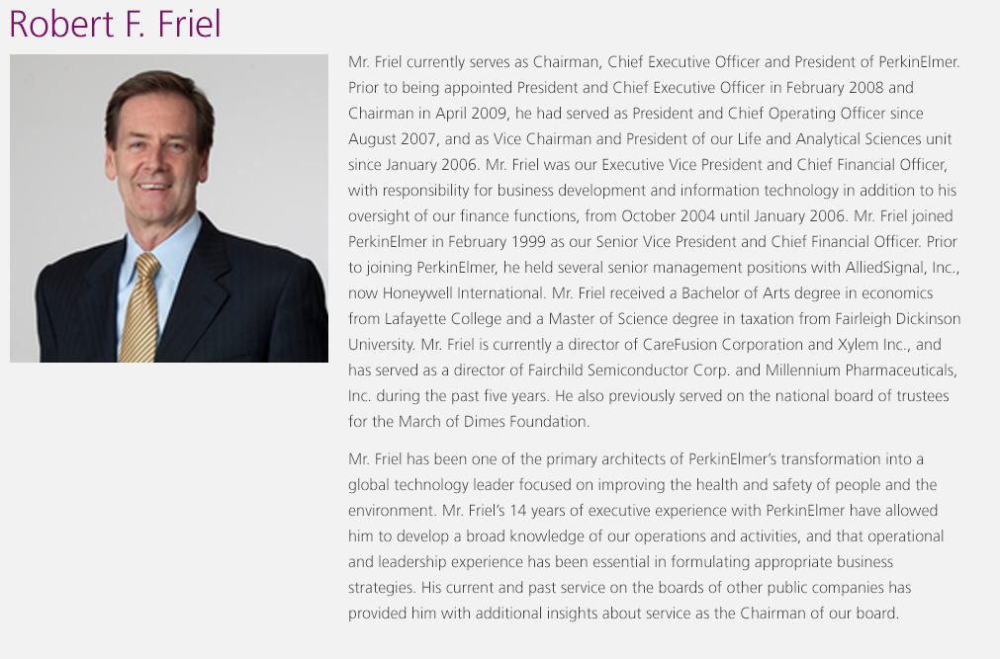 Robert F. Friel
Mr. Friel currently serves as Chairman, Chief Executive Officer and President of PerkinElmer.
Prior to being appointed President and Chief Executive Officer in February 2008 and
Chairman in April 2009, he had served as President and Chief Operating Officer since
August 2007, and as Vice Chairman and President of our Life and Analytical Sciences unit
since January 2006. Mr. Friel was our Executive Vice President and Chief Financial Officer,
with responsibility for business development and information technology in addition to his
oversight of our finance functions, from October 2004 until January 2006. Mr. Friel joined
PerkinElmer in February 1999 as our Senior Vice President and Chief Financial Officer. Prior
to joining PerkinElmer, he held several senior management positions with AlliedSignal, Inc.,
now Honeywell International. Mr. Friel received a Bachelor of Arts degree in economics
from Lafayette College and a Master of Science degree in taxation from Fairleigh Dickinson
University. Mr. Friel is currently a director of CareFusion Corporation and Xylem Inc., and
has served as a director of Fairchild Semiconductor Corp. and Millennium Pharmaceuticals,
Inc. during the past five years. He also previously served on the national board of trustees
for the March of Dimes Foundation.
Mr. Friel has been one of the primary architects of PerkinElmer’s transformation into a
global technology leader focused on improving the health and safety of people and the
environment. Mr. Friel’s 14 years of executive experience with PerkinElmer have allowed
him to develop a broad knowledge of our operations and activities, and that operational
and leadership experience has been essential in formulating appropriate business
strategies. His current and past service on the boards of other public companies has
provided him with additional insights about service as the Chairman of our board.